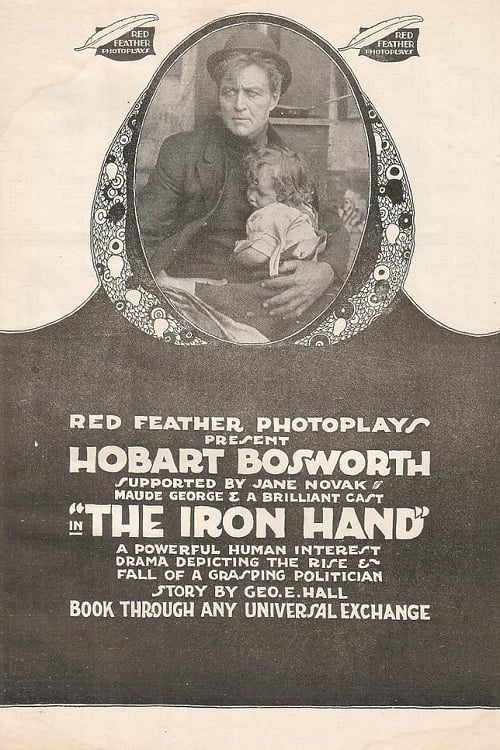 RED
FEATHER
PHOTOPLAYS
RED
FEATHER
PHOTOPLAYS
RED FEATHER PHOTOPLAYS
PRESENT
HOBART BOSWORTH
SUPPORTED BY JANE NOVAK
MAUDE GEORGE & A BRILLIANT CAST
IN "THE IRON HAND"
A POWERFUL HUMAN INTEREST
DRAMA DEPICTING THE RISE &
FALL OF A GRASPING POLITICIAN
STORY BY GEO. E. HALL
BOOK THROUGH ANY UNIVERSAL EXCHANGE